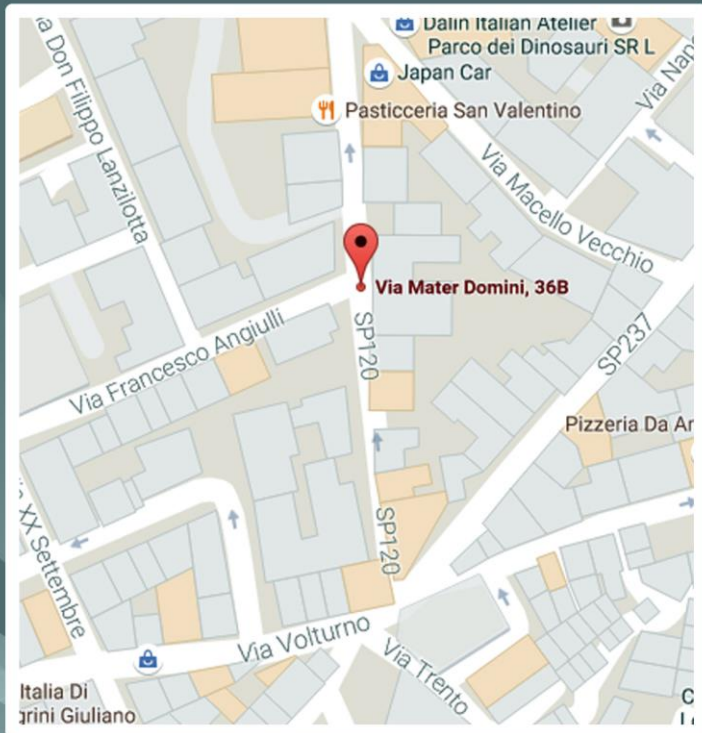 Dalin Italian Atelier
Parco dei Dinosauri SR L
Japan Car
Pasticceria San Valentino
Via Don Filippo Lanzilotta
Via Macello Vecchio
Via Mater Domini, 36B
Via Francesco Angiulli
SP120
SP237
Pizzeria Da
SP120
XX Settembre
Via Volturno
Via Trento
Italia Di
Giuliano